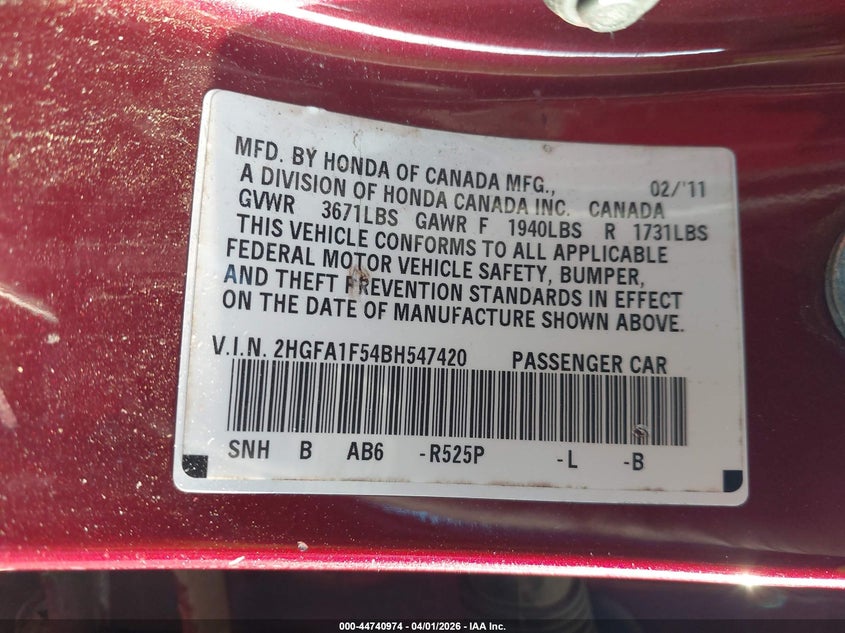 MFD. BY HONDA OF CANADA MFG., 02/'11
A DIVISION OF HONDA CANADA INC. CANADA
GVWR 3671LBS GAWR F 1940LBS R 1731LBS
THIS VEHICLE CONFORMS TO ALL APPLICABLE
FEDERAL MOTOR VEHICLE SAFETY, BUMPER,
AND THEFT PREVENTION STANDARDS IN EFFECT
ON THE DATE OF MANUFACTURE SHOWN ABOVE.
V.I.N. 2HGFA1F54BH547420 PASSENGER CAR
SNH B AB6 -R525P -L -B
000-44740974 | 04/01/2026 | IAA Inc.